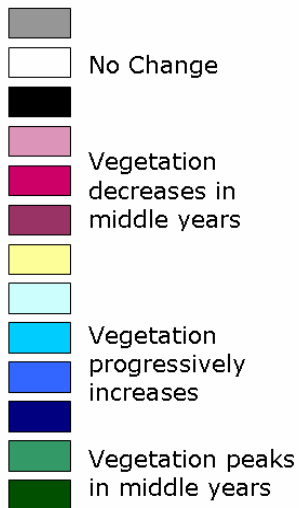 No Change
Vegetation
decreases in
middle years
Vegetation
progressively
increases
Vegetation peaks
in middle years